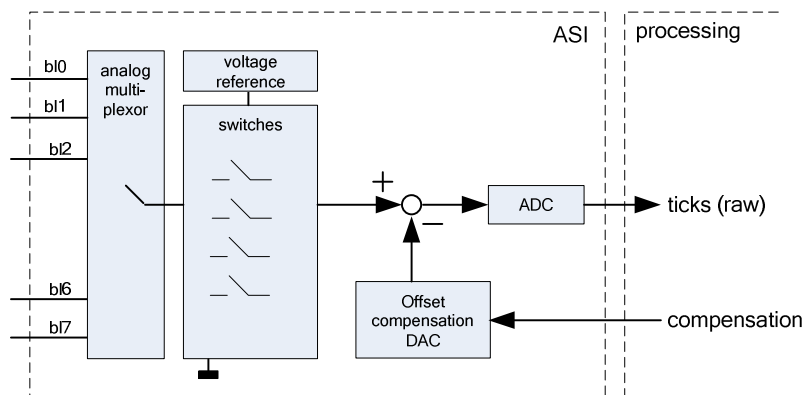 ASI
processing
bl0
bl1
bl2
bl6
bl7
analog
multi-
plexor
voltage
reference
switches
+
−
ADC
ticks (raw)
Offset
compensation
DAC
compensation